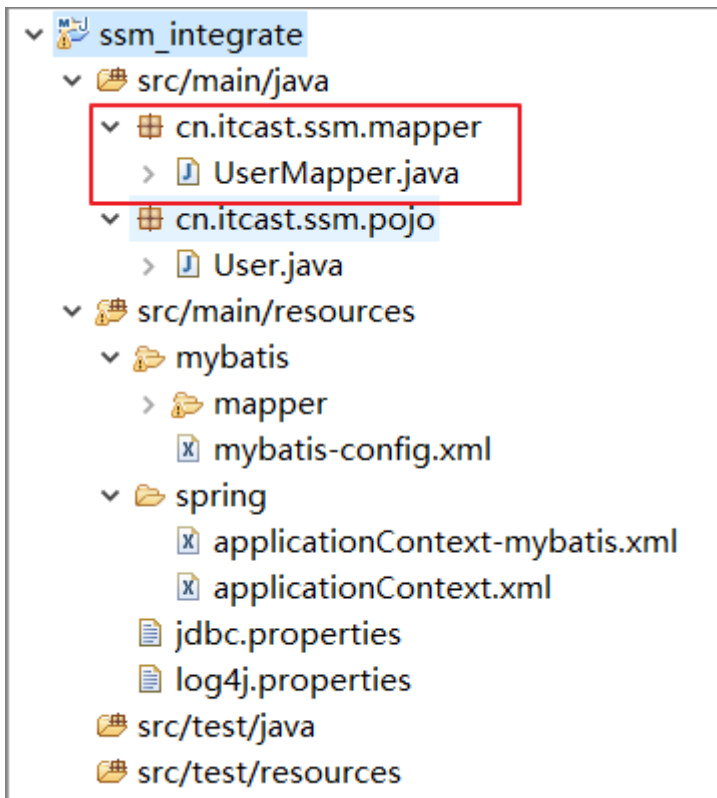 ssm_integrate
src/main/java
cn.itcast.ssm.mapper
UserMapper.java
cn.itcast.ssm.pojo
User.java
src/main/resources
mybatis
mapper
mybatis-config.xml
spring
applicationContext-mybatis.xml
applicationContext.xml
jdbc.properties
log4j.properties
src/test/java
src/test/resources